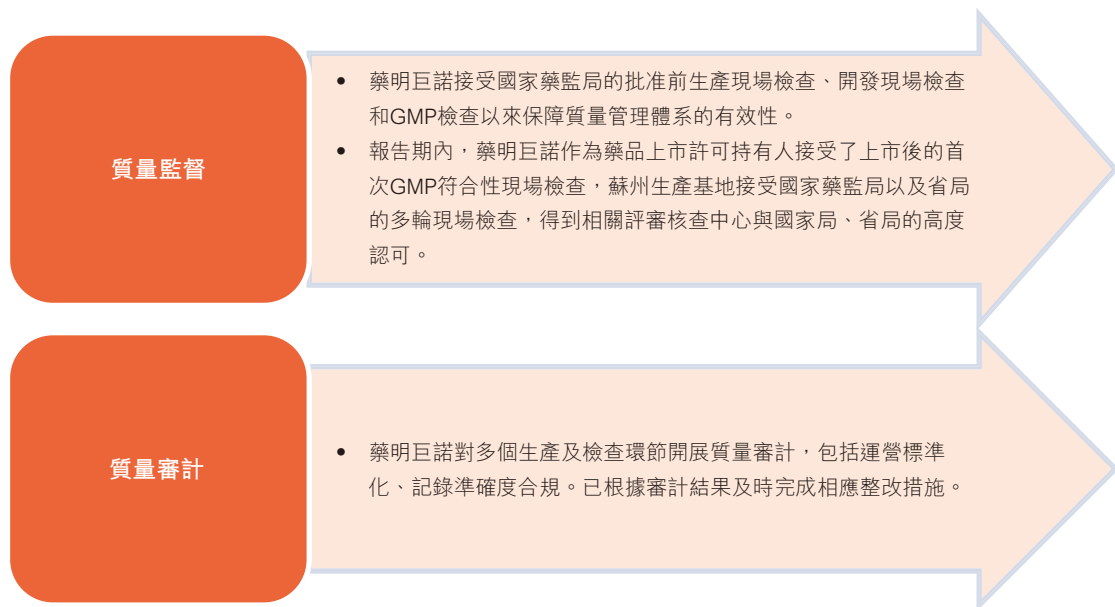 質量監督
• 藥明巨諾接受國家藥監局的批准前生產現場檢查、開發現場檢查
和GMP檢查以來保障質量管理體系的有效性。
• 報告期內，藥明巨諾作為藥品上市許可持有人接受了上市後的首
次GMP符合性現場檢查，蘇州生產基地接受國家藥監局以及省局
的多輪現場檢查，得到相關評審核查中心與國家局、省局的高度
認可。
質量審計
• 藥明巨諾對多個生產及檢查環節開展質量審計，包括運營標準
化、記錄準確度合規。已根據審計結果及時完成相應整改措施。